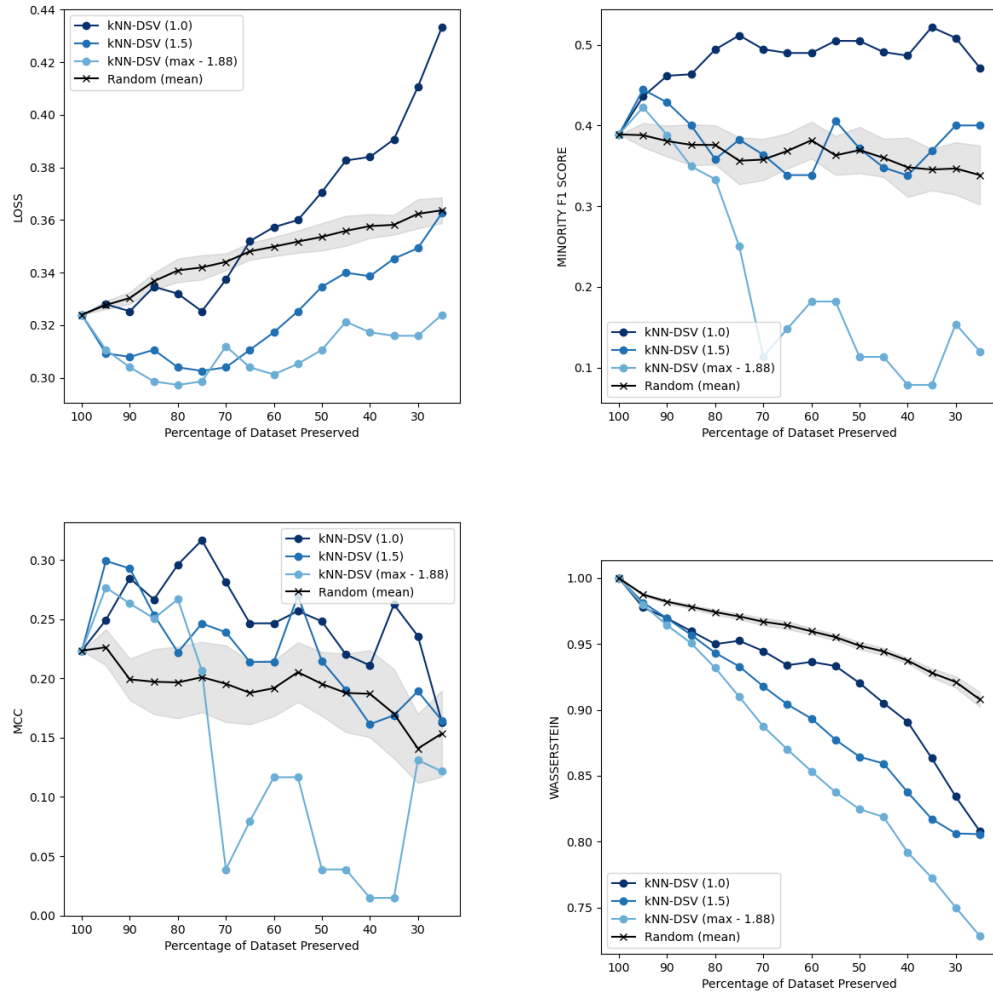 0.44
0.42
0.40
0.38
0.36
0.34
0.32
0.30
LOSS
kNN-DSV (1.0)
kNN-DSV (1.5)
kNN-DSV (max - 1.88)
Random (mean)
100 90 80 70 60 50 40 30
Percentage of Dataset Preserved
0.5
0.4
0.3
0.2
0.1
MINORITY F1 SCORE
kNN-DSV (1.0)
kNN-DSV (1.5)
kNN-DSV (max - 1.88)
Random (mean)
100 90 80 70 60 50 40 30
Percentage of Dataset Preserved
0.30
0.25
0.20
0.15
0.10
0.05
0.00
MCC
kNN-DSV (1.0)
kNN-DSV (1.5)
kNN-DSV (max - 1.88)
Random (mean)
100 90 80 70 60 50 40 30
Percentage of Dataset Preserved
1.00
0.95
0.90
0.85
0.80
0.75
WASSERSTEIN
kNN-DSV (1.0)
kNN-DSV (1.5)
kNN-DSV (max - 1.88)
Random (mean)
100 90 80 70 60 50 40 30
Percentage of Dataset Preserved